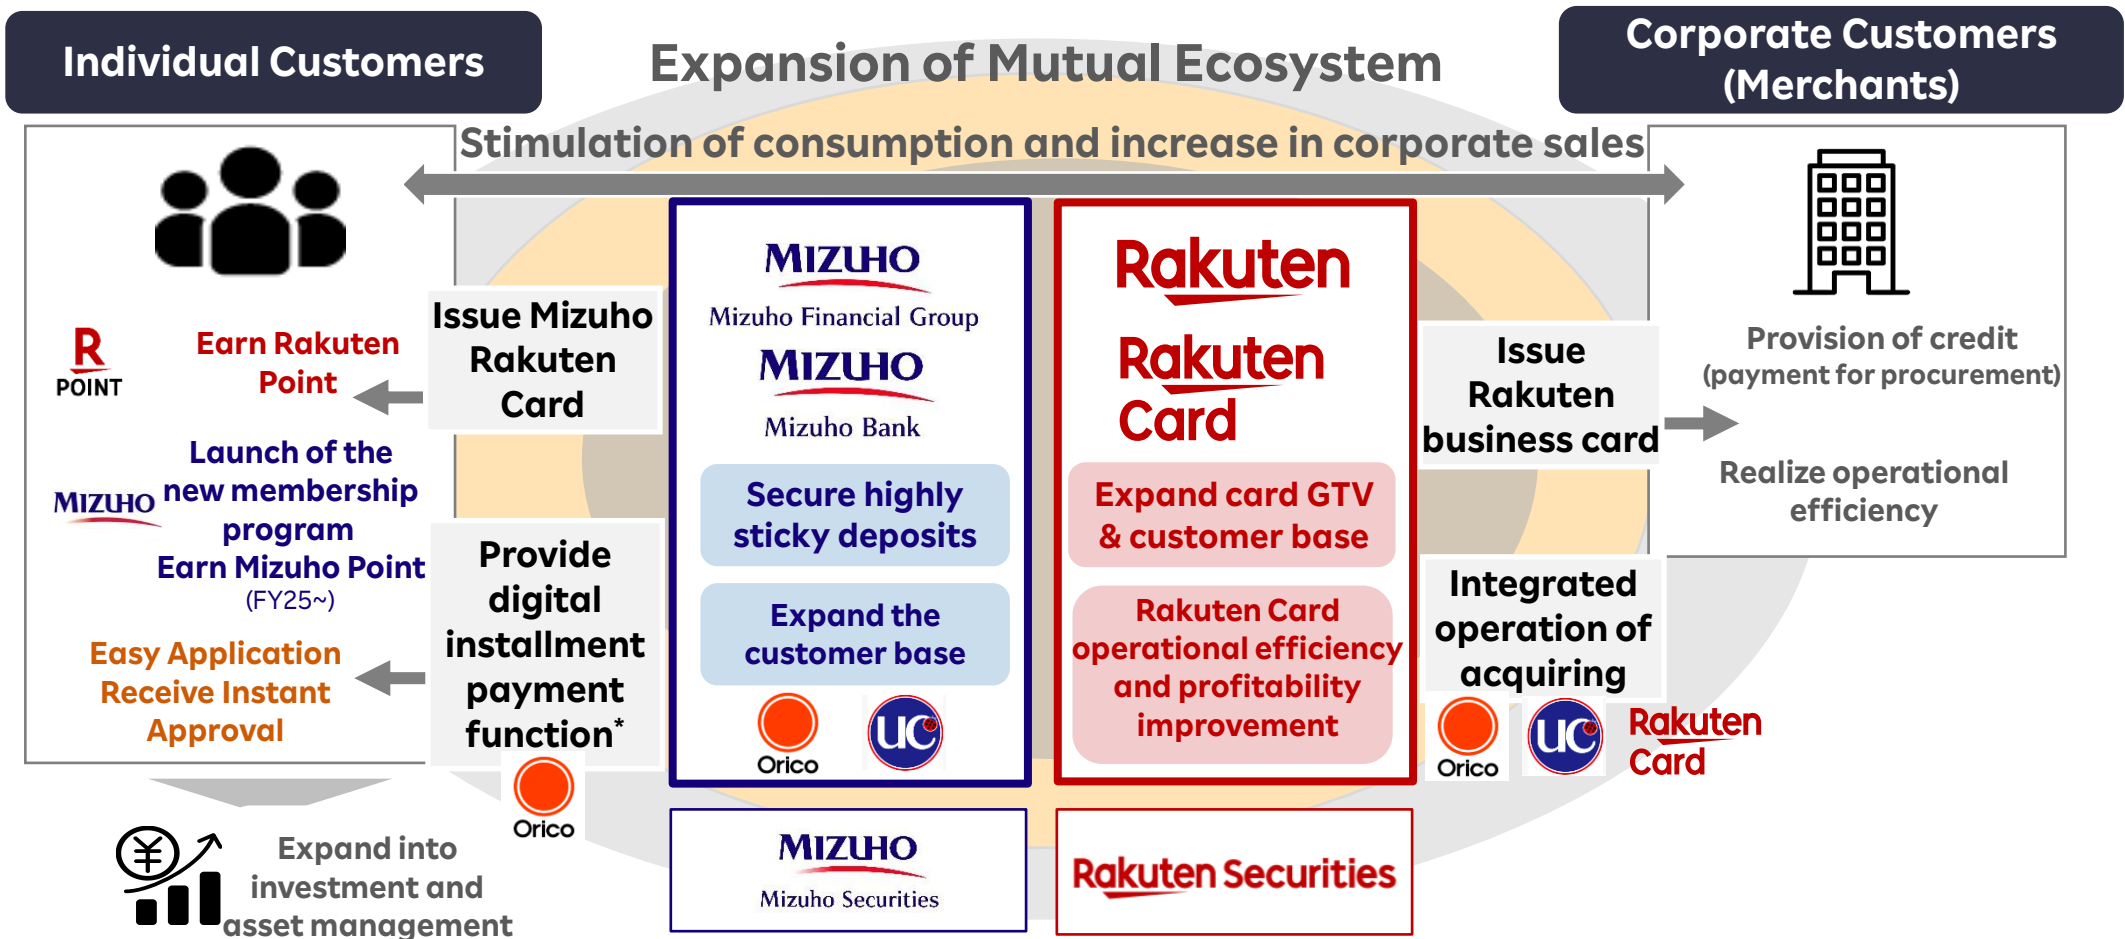 Individual Customers
Expansion of Mutual Ecosystem
Corporate Customers
(Merchants)
Stimulation of consumption and increase in corporate sales
R
POINT
Earn Rakuten
Point
MIZUHO
Launch of the
new membership
program
Earn Mizuho Point
(FY25~)
Easy Application
Receive Instant
Approval
¥
Expand into
investment and
asset management
Issue Mizuho
Rakuten
Card
Provide
digital
installment
payment
function*
Orico
MIZUHO
Mizuho Financial Group
MIZUHO
Mizuho Bank
Secure highly
sticky deposits
Expand the
customer base
Orico
UC
MIZUHO
Mizuho Securities
Rakuten
Rakuten
Card
Expand card GTV
& customer base
Rakuten Card
operational efficiency
and profitability
improvement
Rakuten Securities
Issue
Rakuten
business card
Integrated
operation of
acquiring
Orico
UC
Rakuten
Card
Provision of credit
(payment for procurement)
Realize operational
efficiency